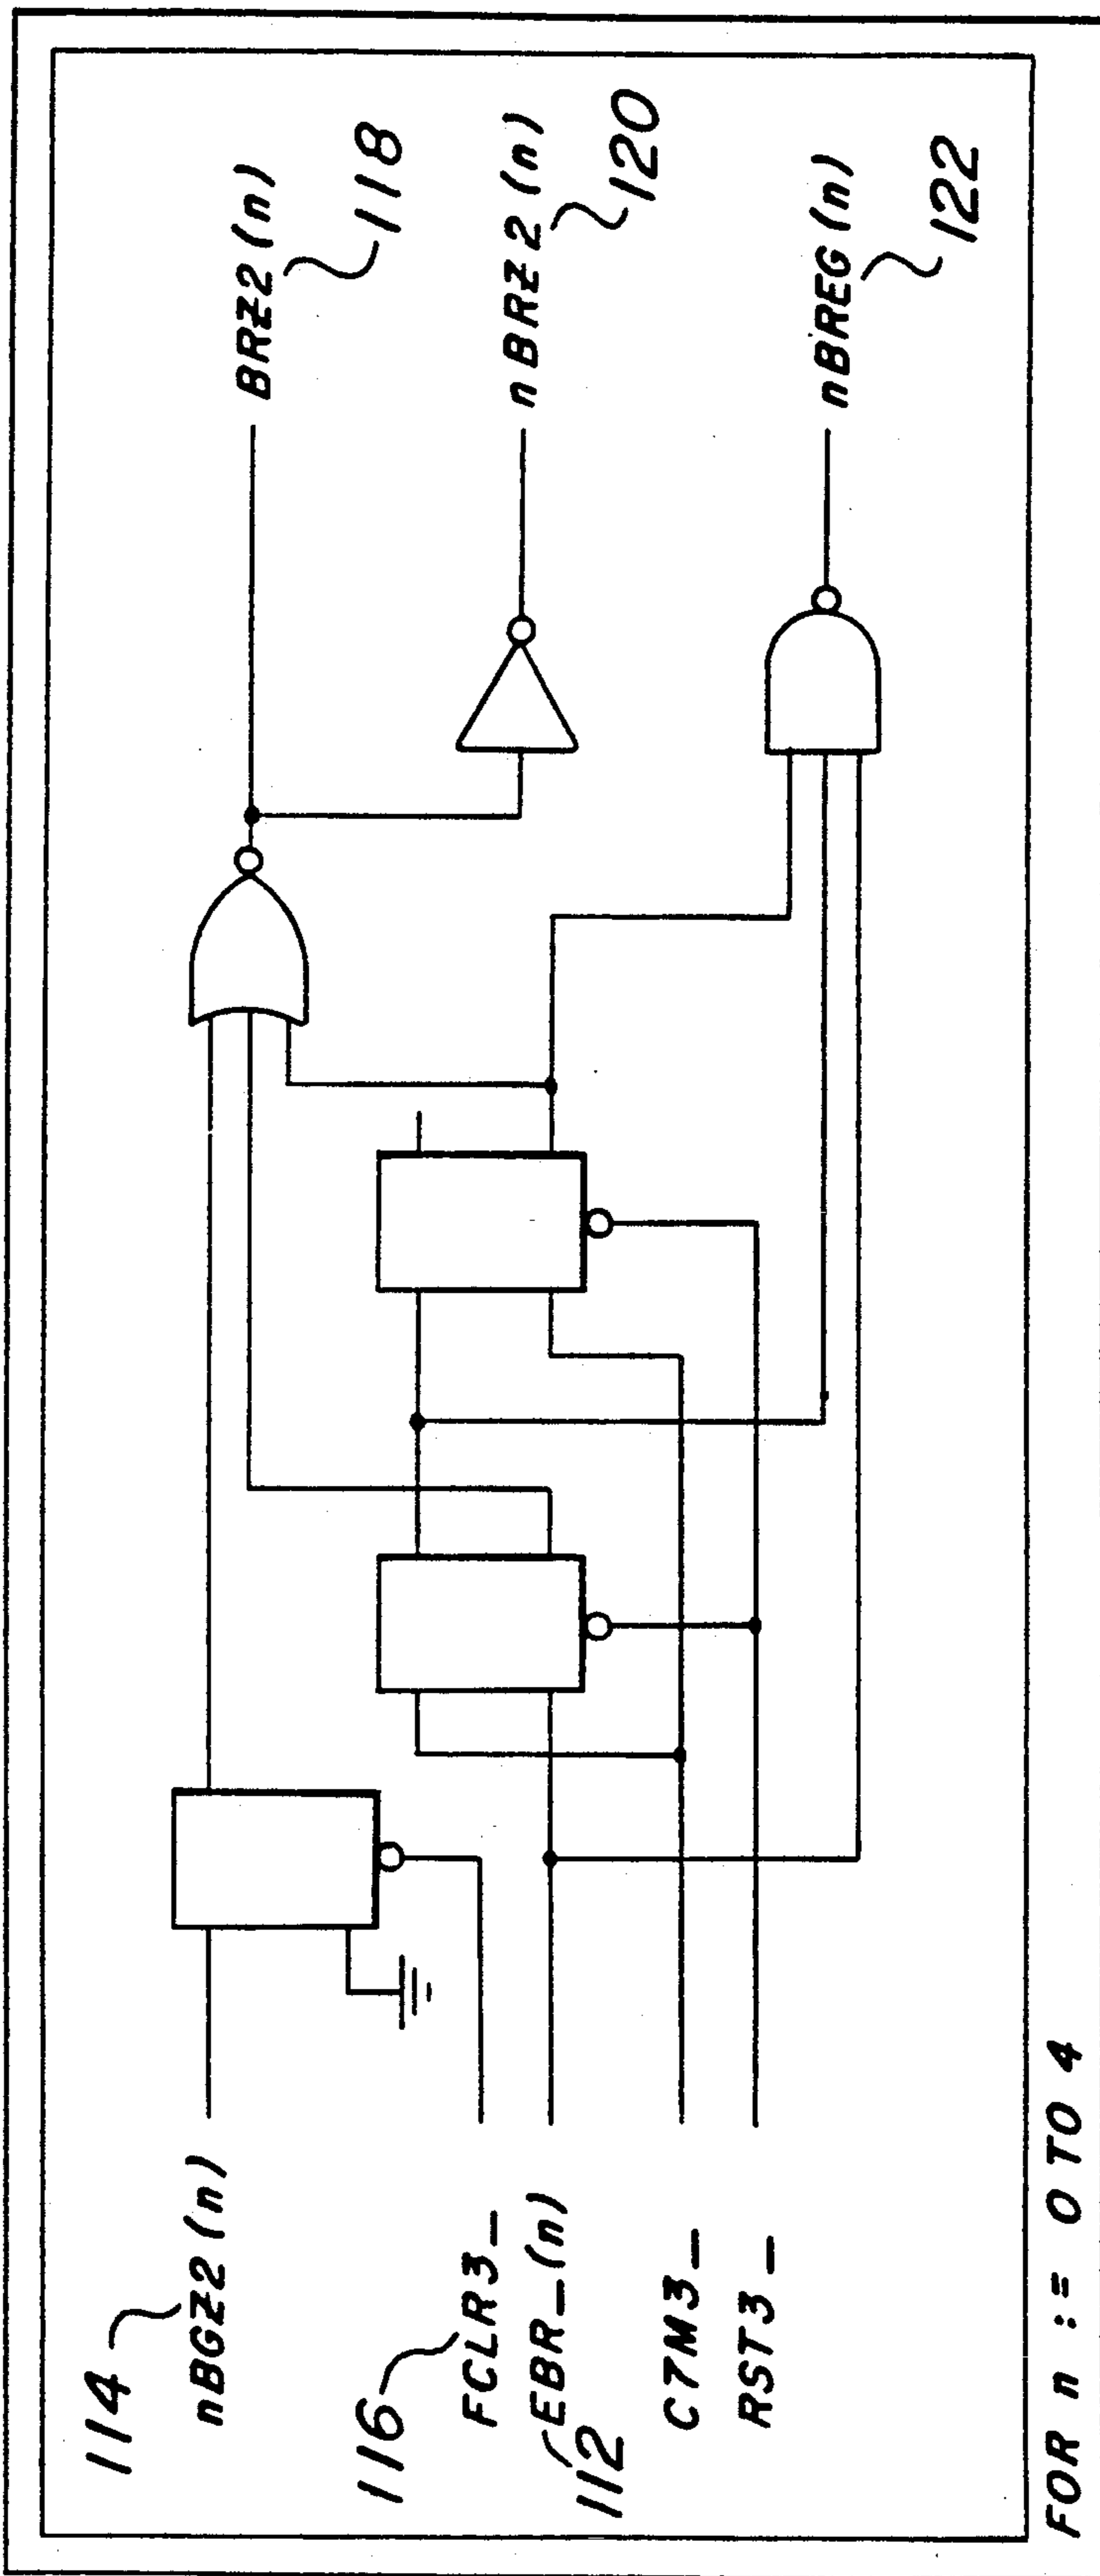 114
nBGZ2(n)
116
FCLR3_
EBR_(n)
112
C7M3_
RST3_
BRZ2(n)
118
nBRZ2(n)
120
nBREG(n)
122
FOR n := 0 TO 4